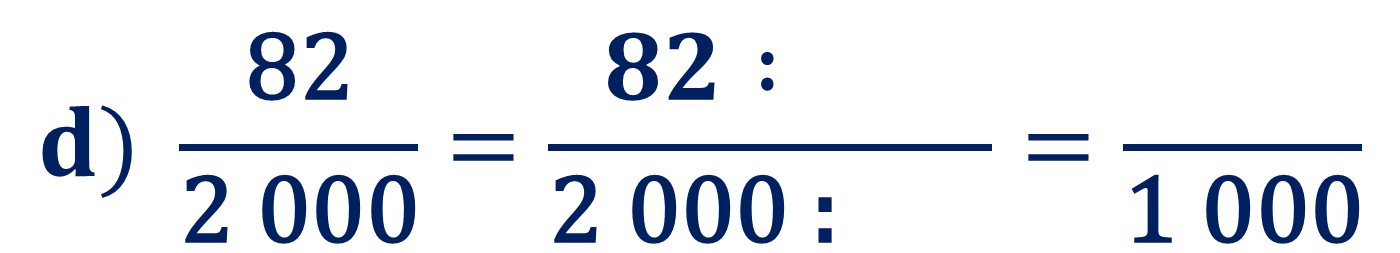 82 82 :
d) = =
2 000 2 000 : 1 000